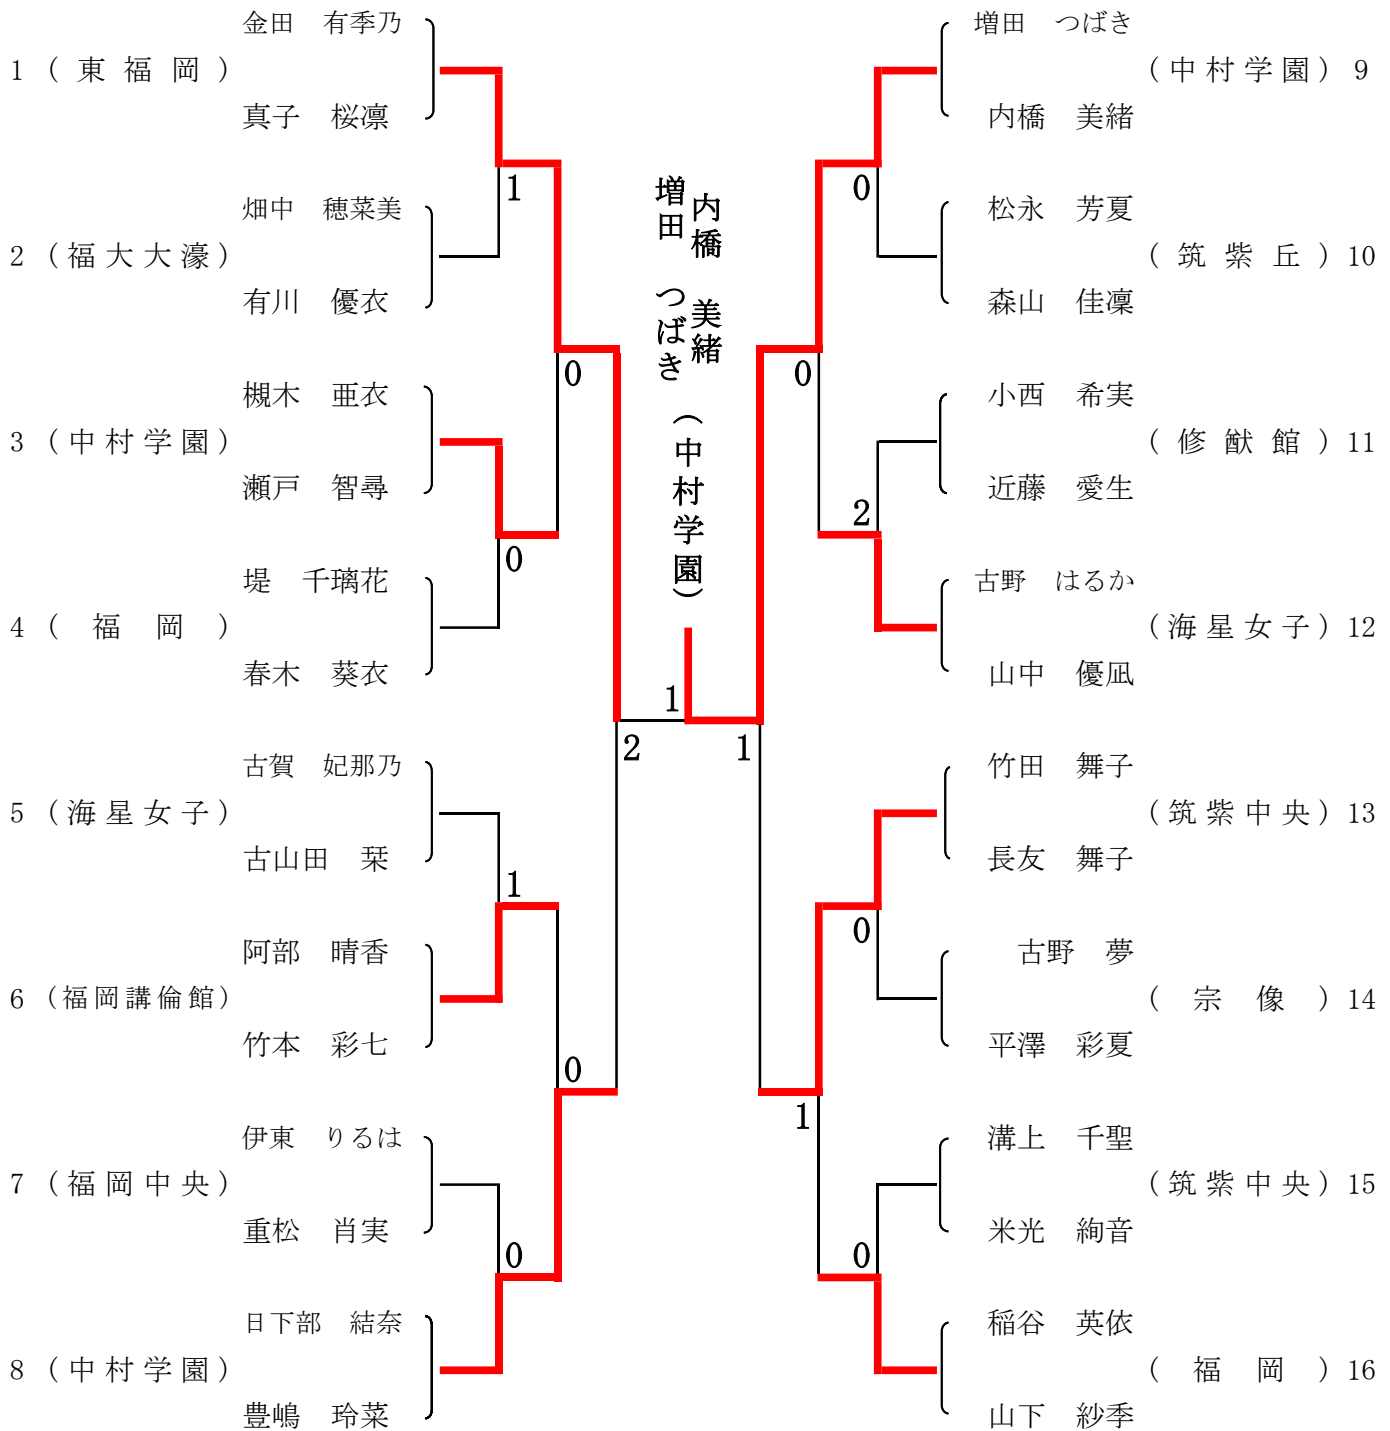 金田　有季乃
1 （東福岡）
真子　桜凛
1
畑中　穂菜美
2 （福大大濠）
有川　優衣
0
槻木　亜衣
3 （中村学園）
瀬戸　智尋
0
堤　千璃花
4 （福岡）
春木　葵衣
2
古賀　妃那乃
5 （海星女子）
古山田　栞
1
阿部　晴香
6 （福岡講倫館）
竹本　彩七
0
伊東　りるは
7 （福岡中央）
重松　肖実
0
日下部　結奈
8 （中村学園）
豊嶋　玲菜
内橋　美緒
増田　つばき
（中村学園）
1
増田　つばき
（中村学園） 9
内橋　美緒
0
松永　芳夏
（筑紫丘） 10
森山　佳凜
0
小西　希実
（修猷館） 11
近藤　愛生
2
古野　はるか
（海星女子） 12
山中　優凪
1
竹田　舞子
（筑紫中央） 13
長友　舞子
0
古野　夢
（宗像） 14
平澤　彩夏
1
溝上　千聖
（筑紫中央） 15
米光　絢音
0
稲谷　英依
（福岡） 16
山下　紗季